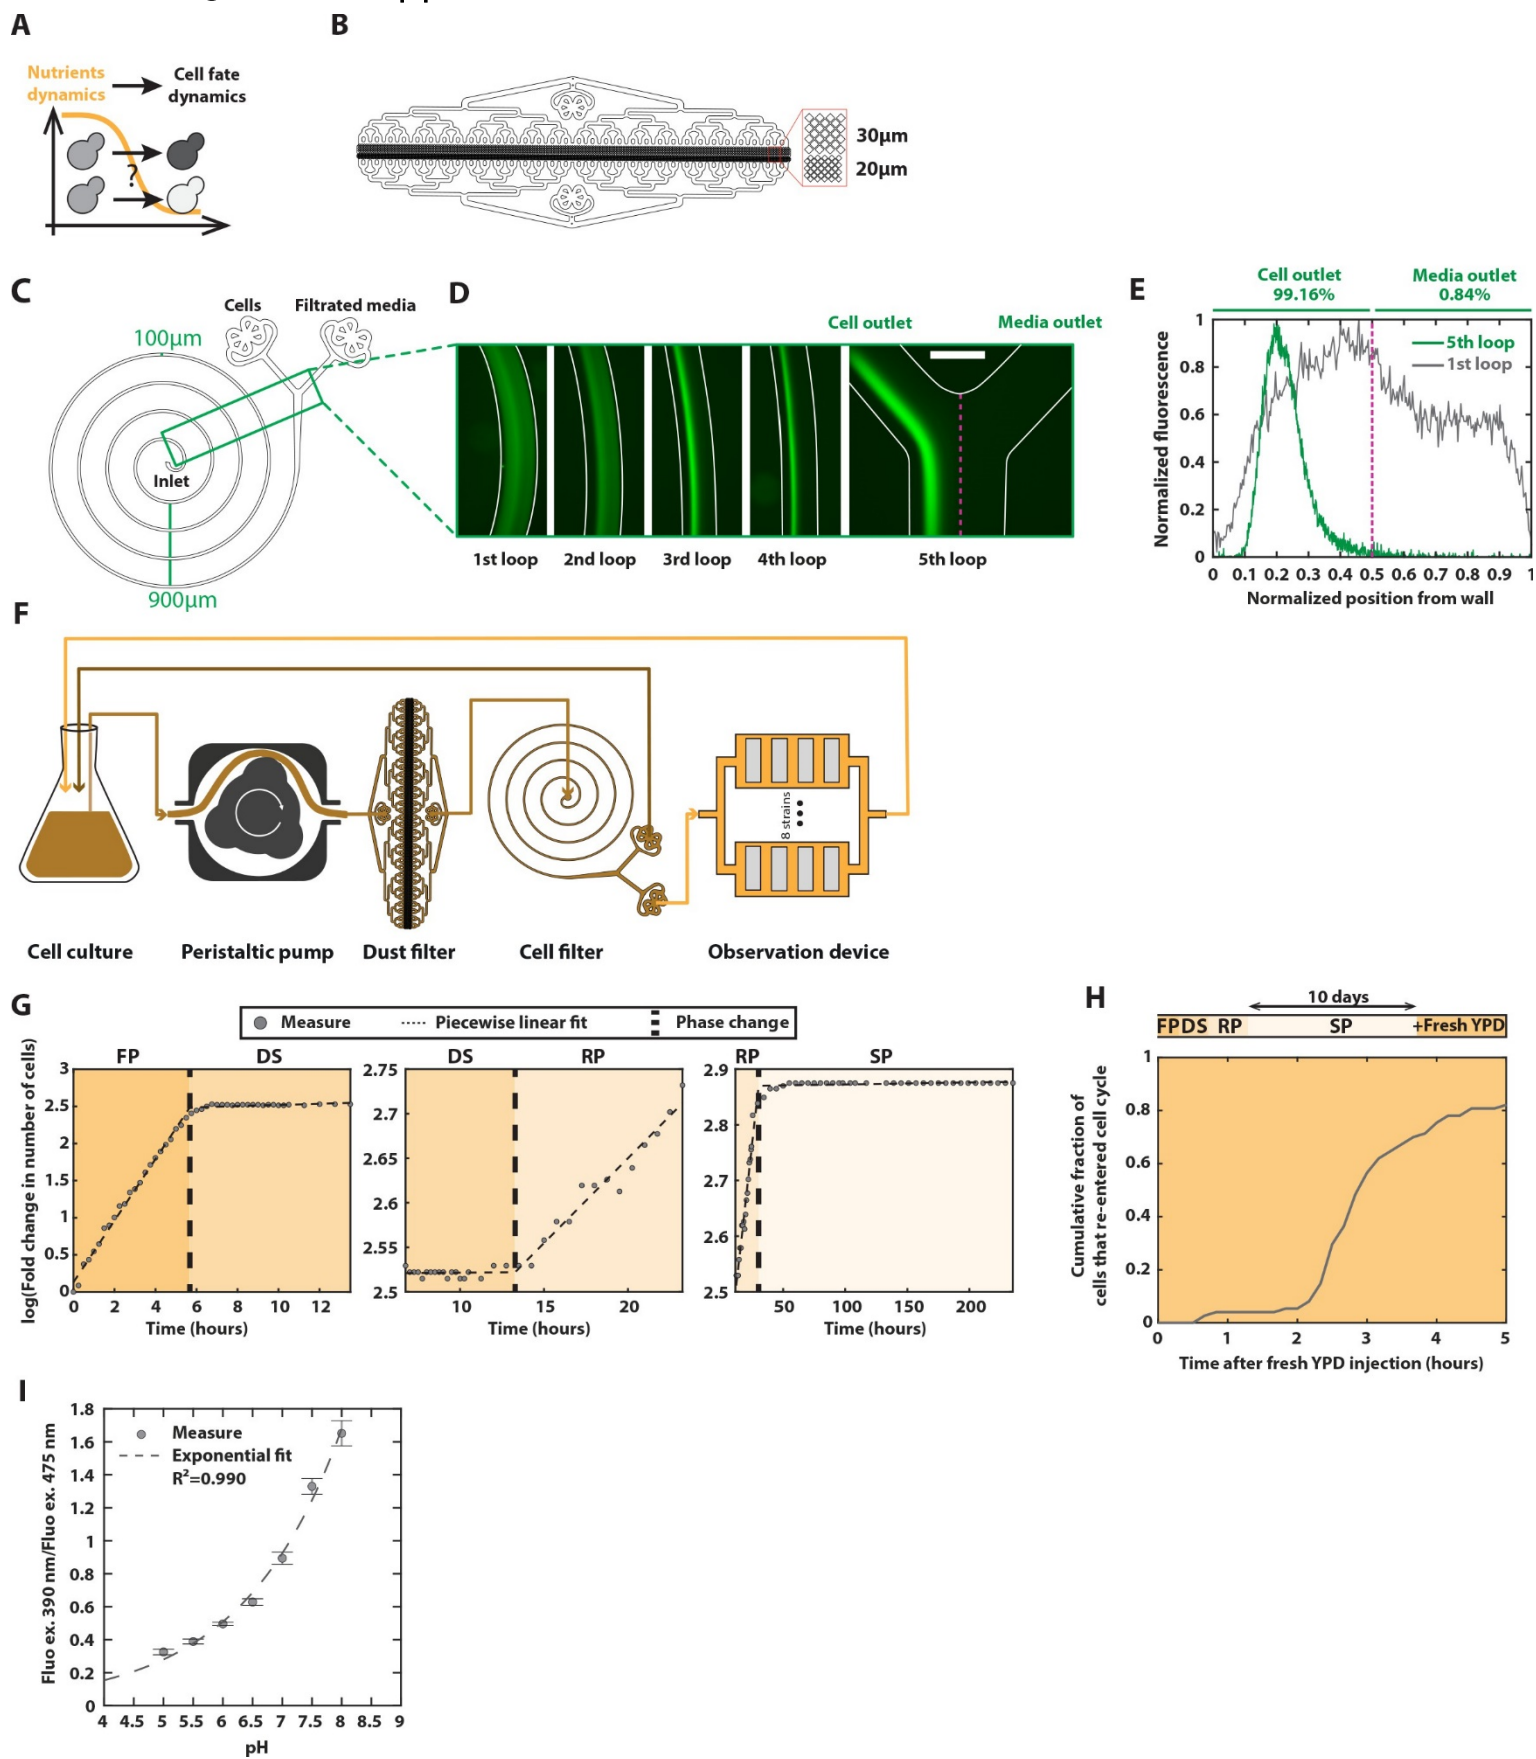 A
Nutrients
dynamics
Cell fate
dynamics
?
B
30μm
20μm
C
Cells
Filtrated media
100μm
Inlet
900μm
D
Cell outlet
Media outlet
1st loop
2nd loop
3rd loop
4th loop
5th loop
E
Cell outlet
99.16%
Media outlet
0.84%
5th loop
1st loop
Normalized fluorescence
1
0.8
0.6
0.4
0.2
0
0 0.1 0.2 0.3 0.4 0.5 0.6 0.7 0.8 0.9 1
Normalized position from wall
F
8 strains
Cell culture
Peristaltic pump
Dust filter
Cell filter
Observation device
G
Measure
Piecewise linear fit
Phase change
FP
DS
DS
RP
RP
SP
log(Fold change in number of cells)
3
2.5
2
1.5
1
0.5
0
0 2 4 6 8 10 12
Time (hours)
2.75
2.7
2.65
2.6
2.55
2.5
10 15 20
Time (hours)
2.9
2.8
2.7
2.6
2.5
50 100 150 200
Time (hours)
H
10 days
FP DS RP SP +Fresh YPD
Cumulative fraction of
cells that re-entered cell cycle
1
0.8
0.6
0.4
0.2
0
0 1 2 3 4 5
Time after fresh YPD injection (hours)
I
Measure
Exponential fit
R²=0.990
Fluo ex. 390 nm/Fluo ex. 475 nm
1.8
1.6
1.4
1.2
1
0.8
0.6
0.4
0.2
0
4 4.5 5 5.5 6 6.5 7 7.5 8 8.5 9
pH